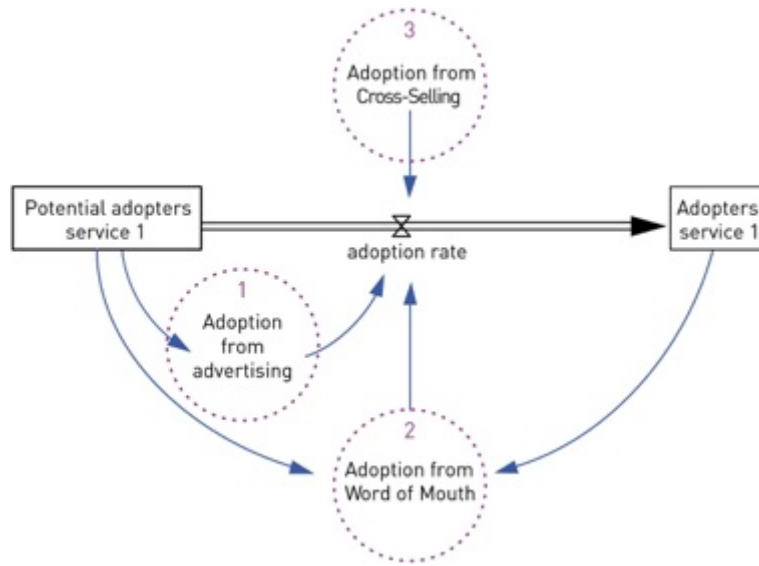 3
Adoption from
Cross-Selling
Potential adopters
service 1
Adopters
service 1
adoption rate
1
Adoption
from
advertising
2
Adoption from
Word of Mouth